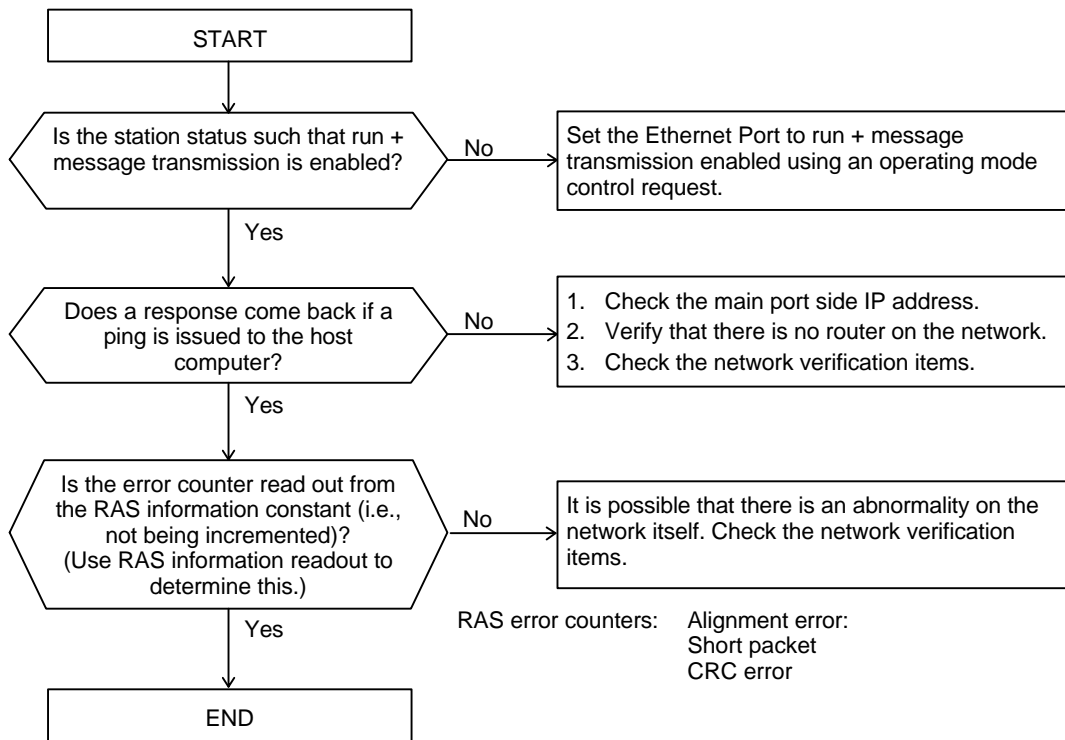 START
Is the station status such that run +
message transmission is enabled?
No
Set the Ethernet Port to run + message
transmission enabled using an operating mode
control request.
Yes
Does a response come back if a
ping is issued to the host
computer?
No
1. Check the main port side IP address.
2. Verify that there is no router on the network.
3. Check the network verification items.
Yes
Is the error counter read out from
the RAS information constant (i.e.,
not being incremented)?
(Use RAS information readout to
determine this.)
No
It is possible that there is an abnormality on the
network itself. Check the network verification
items.
Yes
RAS error counters: Alignment error:
Short packet
CRC error
END